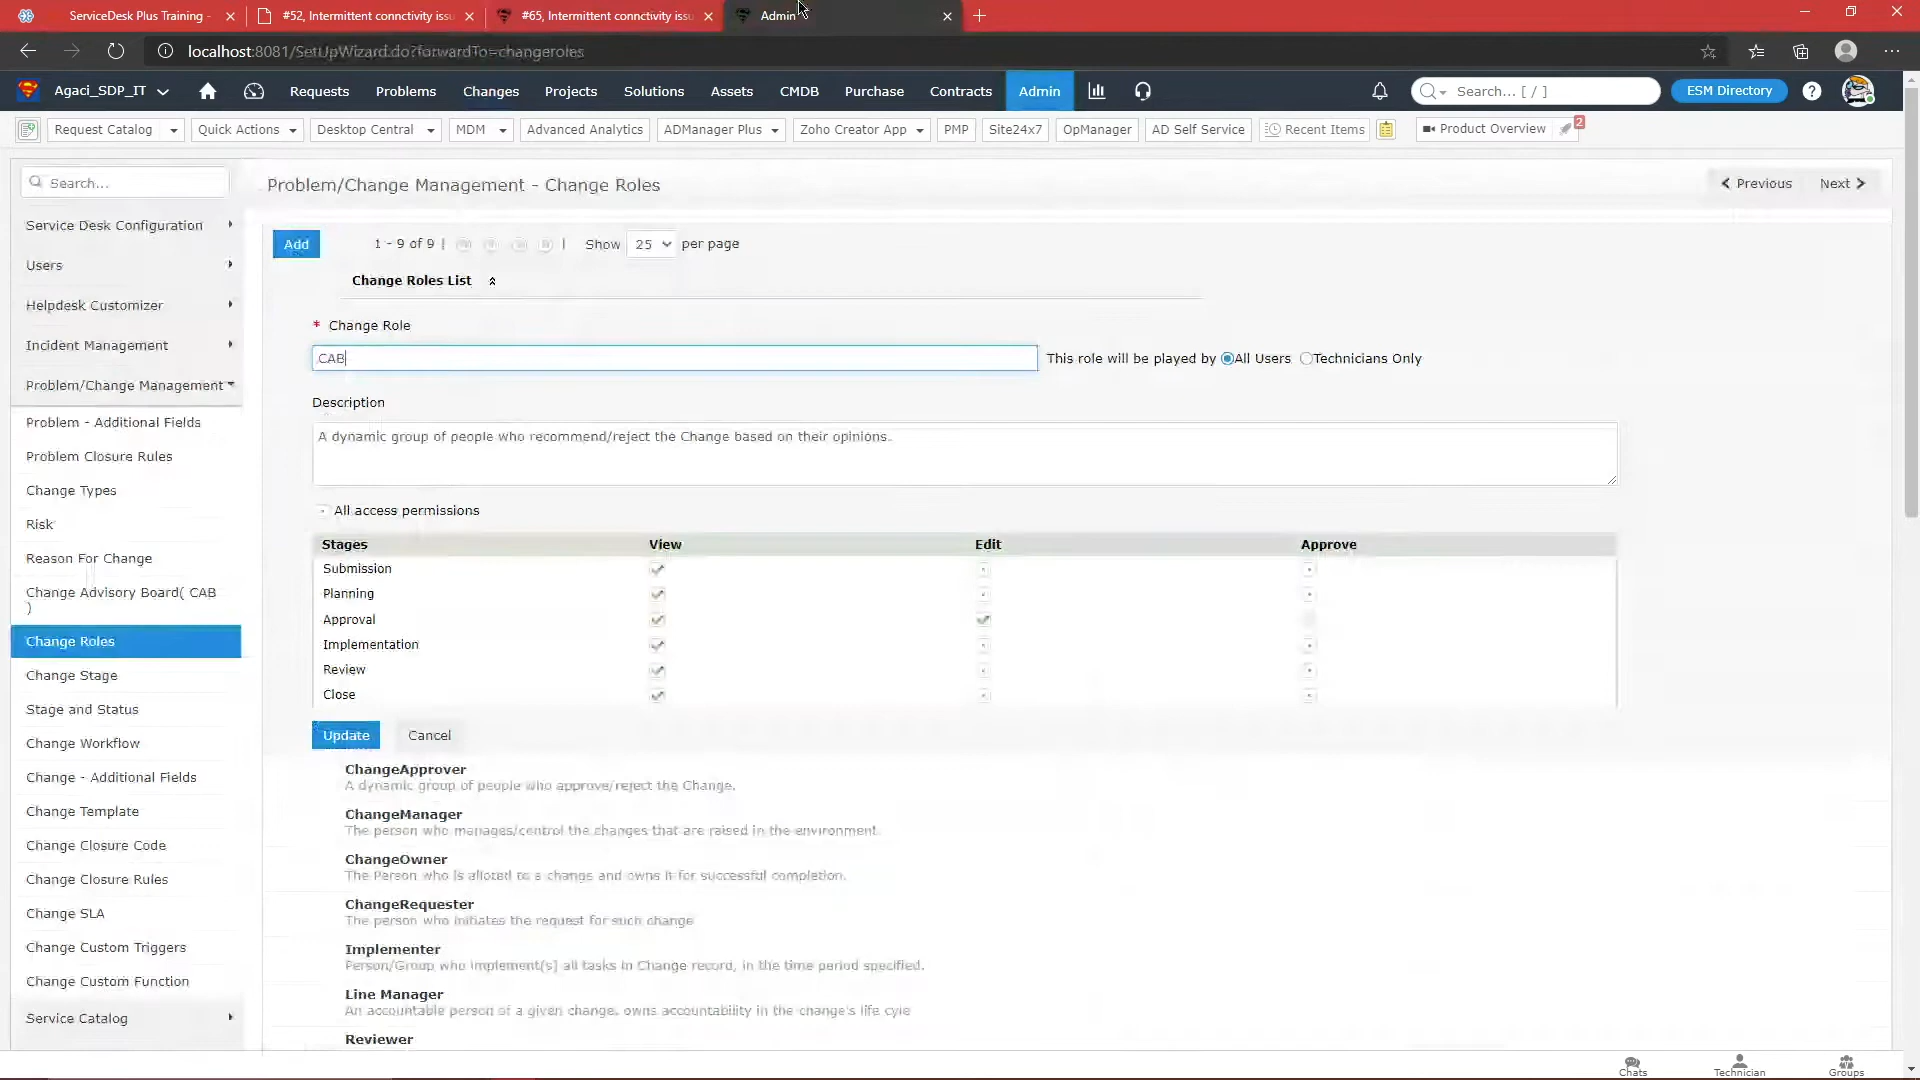 ServiceDesk Plus Training -
#52, Intermittent connctivity issu
#65, Intermittent connctivity issu
Admin
localhost:8081/SetUpWizard.do?forwardTo=changeroles
Agaci_SDP_IT
Requests
Problems
Changes
Projects
Solutions
Assets
CMDB
Purchase
Contracts
Admin
Search... [ / ]
ESM Directory
Request Catalog
Quick Actions
Desktop Central
MDM
Advanced Analytics
ADManager Plus
Zoho Creator App
PMP
Site24x7
OpManager
AD Self Service
Recent Items
Product Overview
2
Search...
Service Desk Configuration
Users
Helpdesk Customizer
Incident Management
Problem/Change Management
Problem - Additional Fields
Problem Closure Rules
Change Types
Risk
Reason For Change
Change Advisory Board( CAB
)
Change Roles
Change Stage
Stage and Status
Change Workflow
Change - Additional Fields
Change Template
Change Closure Code
Change Closure Rules
Change SLA
Change Custom Triggers
Change Custom Function
Service Catalog
Problem/Change Management - Change Roles
Previous
Next
Add
1 - 9 of 9 |
| Show 25 per page
Change Roles List
* Change Role
CAB
This role will be played by All Users Technicians Only
Description
A dynamic group of people who recommend/reject the Change based on their opinions.
All access permissions
Stages View Edit Approve
Submission
Planning
Approval
Implementation
Review
Close
Update
Cancel
ChangeApprover
A dynamic group of people who approve/reject the Change.
ChangeManager
The person who manages/control the changes that are raised in the environment
ChangeOwner
The Person who is alloted to a change and owns it for successful completion.
ChangeRequester
The person who initiates the request for such change
Implementer
Person/Group who implement[s] all tasks in Change record, in the time period specified.
Line Manager
An accountable person of a given change, owns accountability in the change's life cyle
Reviewer
Chats
Technician
Groups